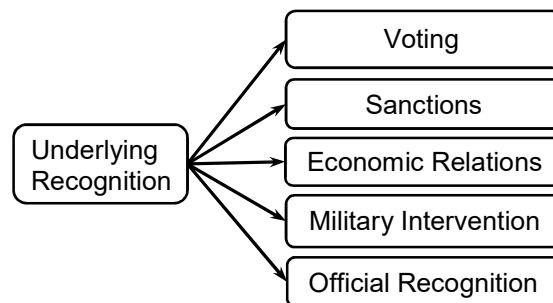 Underlying
Recognition
Voting
Sanctions
Economic Relations
Military Intervention
Official Recognition